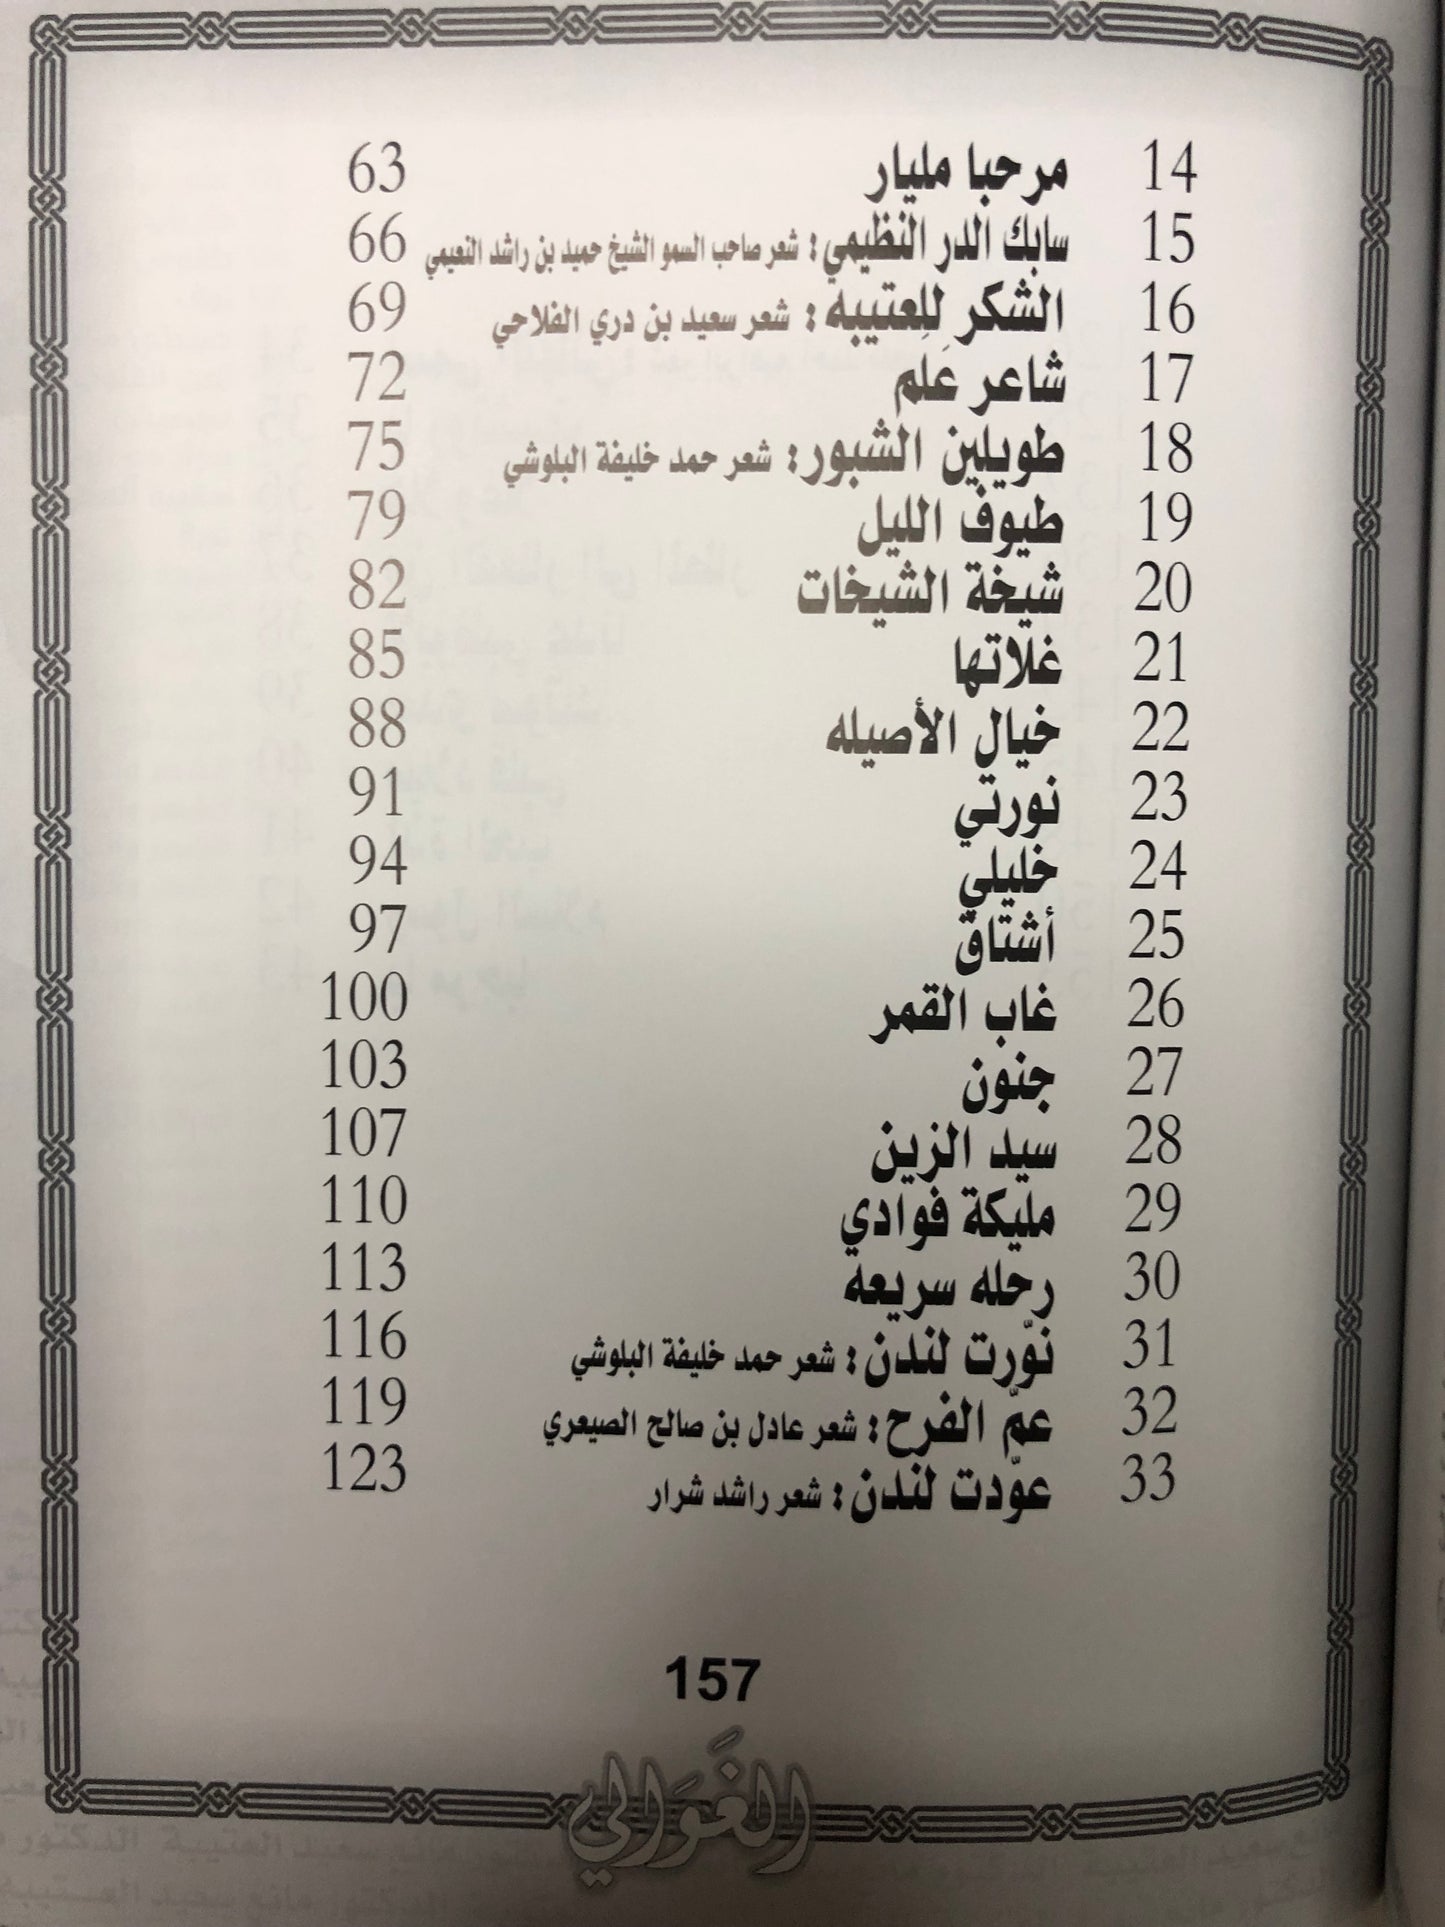 14 مرحبا مليار 63
15 سابك الدر النظيمي : شعر صاحب السمو الشيخ حميد بن راشد النعيمي 66
16 الشكر لِلعتيبه : شعر سعيد بن دري الفلاحي 69
17 شاعر عَلم 72
18 طويلين الشبور : شعر حمد خليفة البلوشي 75
19 طيوف الليل 79
20 شيخة الشيخات 82
21 غلاتها 85
22 خيال الأصيله 88
23 نورتي 91
24 خليلي 94
25 أشتاق 97
26 غاب القمر 100
27 جنون 103
28 سيد الزين 107
29 مليكة فوادي 110
30 رحله سريعه 113
31 نوّرت لندن : شعر حمد خليفة البلوشي 116
32 عمّ الفرح : شعر عادل بن صالح الصيعري 119
33 عوّدت لندن : شعر راشد شرار 123
157
الغَوَالي